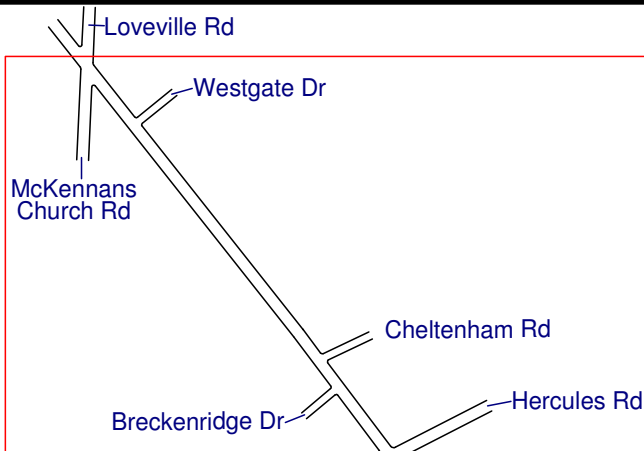 Loveville Rd
Westgate Dr
McKennans
Church Rd
Cheltenham Rd
Hercules Rd
Breckenridge Dr